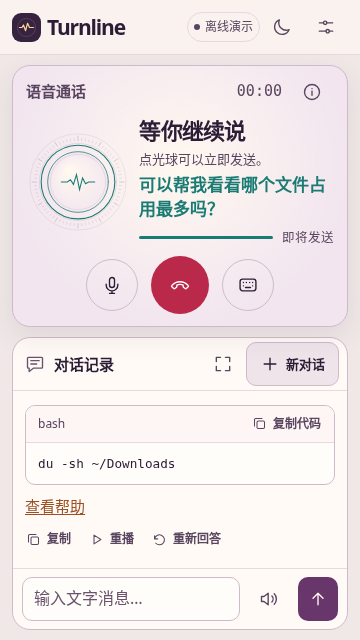 Turnline
离线演示
语音通话
00:00
等你继续说
点光球可以立即发送。
可以帮我看看哪个文件占
用最多吗？
即将发送
对话记录
新对话
bash
复制代码
du -sh ~/Downloads
查看帮助
复制
重播
重新回答
输入文字消息…